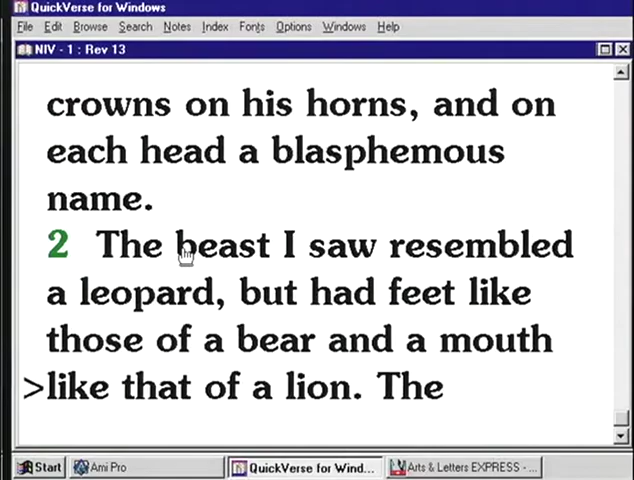 QuickVerse for Windows
File Edit Browse Search Notes Index Fonts Options Windows Help
NIV - 1 : Rev 13
crowns on his horns, and on
each head a blasphemous
name.
2 The beast I saw resembled
a leopard, but had feet like
those of a bear and a mouth
>like that of a lion. The
Start Ami Pro QuickVerse for Wind... Arts & Letters EXPRESS - ...